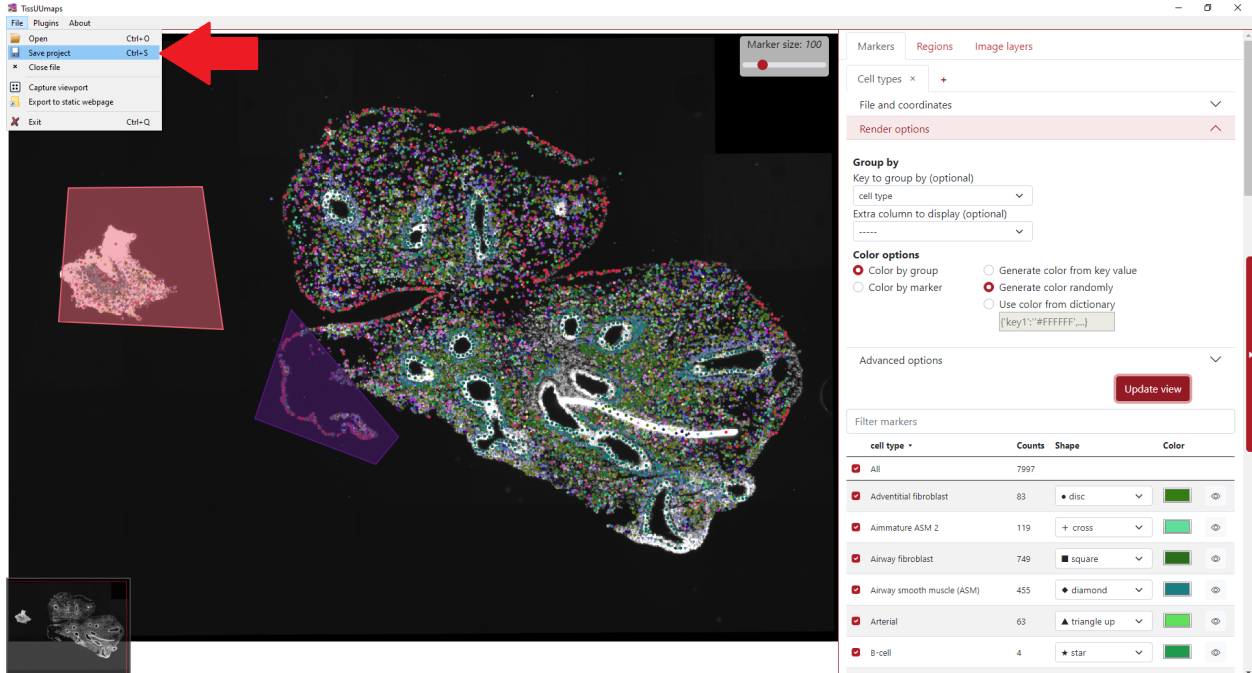 TissUUmaps
File Plugins About
Open Ctrl+O
Save project Ctrl+S
Close file
Capture viewport
Export to static webpage
Exit Ctrl+Q
Marker size: 100
Markers Regions Image layers
Cell types × +
File and coordinates
Render options
Group by
Key to group by (optional)
cell type
Extra column to display (optional)
-----
Color options
Color by group Generate color from key value
Color by marker Generate color randomly
Use color from dictionary
{'key1':''#FFFFFF',...}
Advanced options
Update view
Filter markers
cell type Counts Shape Color
All 7997
Adventitial fibroblast 83 disc
Aimmature ASM 2 119 cross
Airway fibroblast 749 square
Airway smooth muscle (ASM) 455 diamond
Arterial 63 triangle up
B-cell 4 star